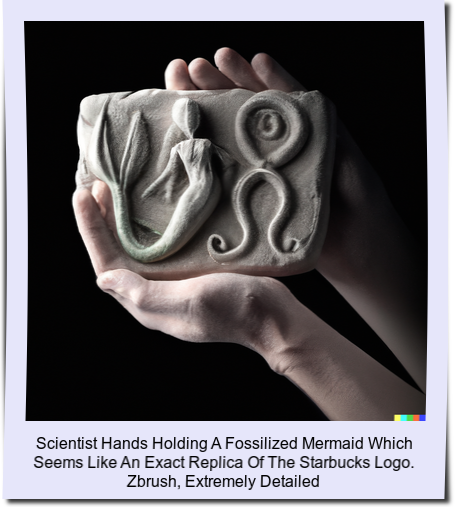 Scientist Hands Holding A Fossilized Mermaid Which
Seems Like An Exact Replica Of The Starbucks Logo.
Zbrush, Extremely Detailed